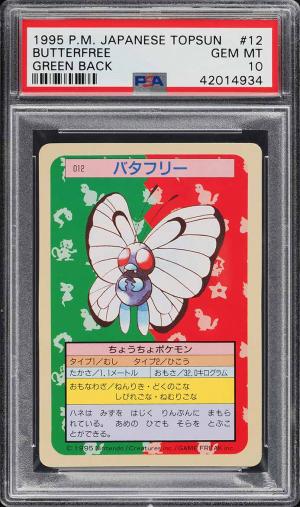 1995 P.M. JAPANESE TOPSUN #12
BUTTERFREE GEM MT
GREEN BACK 10
PSA 42014934
012 バタフリー
ちょうちょポケモン
タイプ1/むし タイプ2/ひこう
たかさ/1.1メートル おもさ/32.0キログラム
おもなわざ/ねんりき・どくのこな
しびれごな・ねむりごな
ハネは みずを はじく りんぷんに まもら
れている。あめの ひでも そらを とぶこ
とができる。
©1995 Nintendo/Creatures inc./GAME FREAK inc.